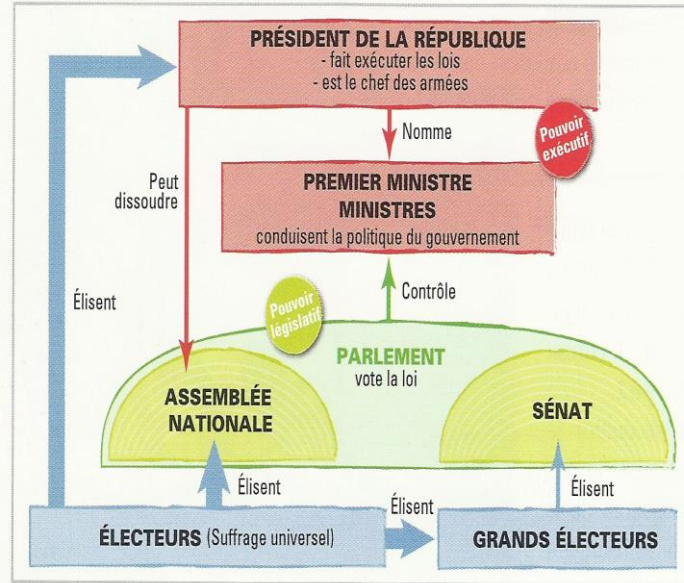 PRÉSIDENT DE LA RÉPUBLIQUE
- fait exécuter les lois
- est le chef des armées
Pouvoir
exécutif
Nomme
Peut
dissoudre
PREMIER MINISTRE
MINISTRES
conduisent la politique du gouvernement
Élisent
Contrôle
Pouvoir
législatif
PARLEMENT
vote la loi
ASSEMBLÉE
NATIONALE
SÉNAT
Élisent
Élisent
Élisent
ÉLECTEURS (Suffrage universel)
GRANDS ÉLECTEURS